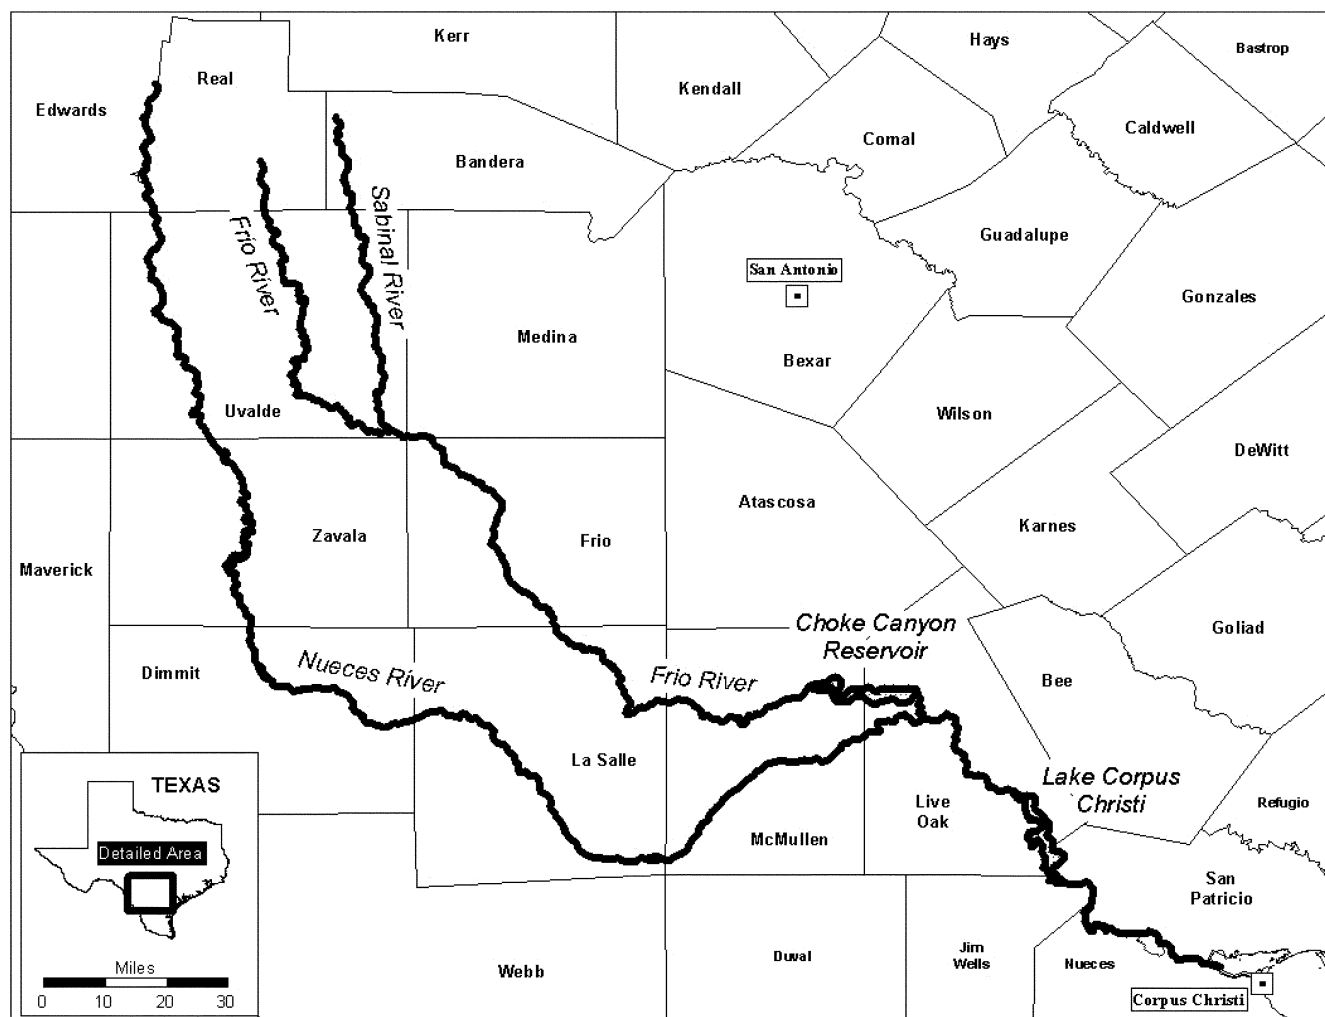 Kerr
Hays
Bastrop
Real
Kendall
Edwards
Caldwell
Comal
Bandera
Sabinal River
Frio River
Guadalupe
San Antonio
Gonzales
Medina
Bexar
Uvalde
Wilson
DeWitt
Atascosa
Karnes
Zavala
Frio
Maverick
Choke Canyon
Reservoir
Goliad
Dimmit
Nueces River
Frio River
Bee
La Salle
Lake Corpus
Christi
TEXAS
Live
Oak
Refugio
McMullen
Detailed Area
San
Patricio
Webb
Duval
Jim
Wells
Nueces
Miles
0 10 20 30
Corpus Christi